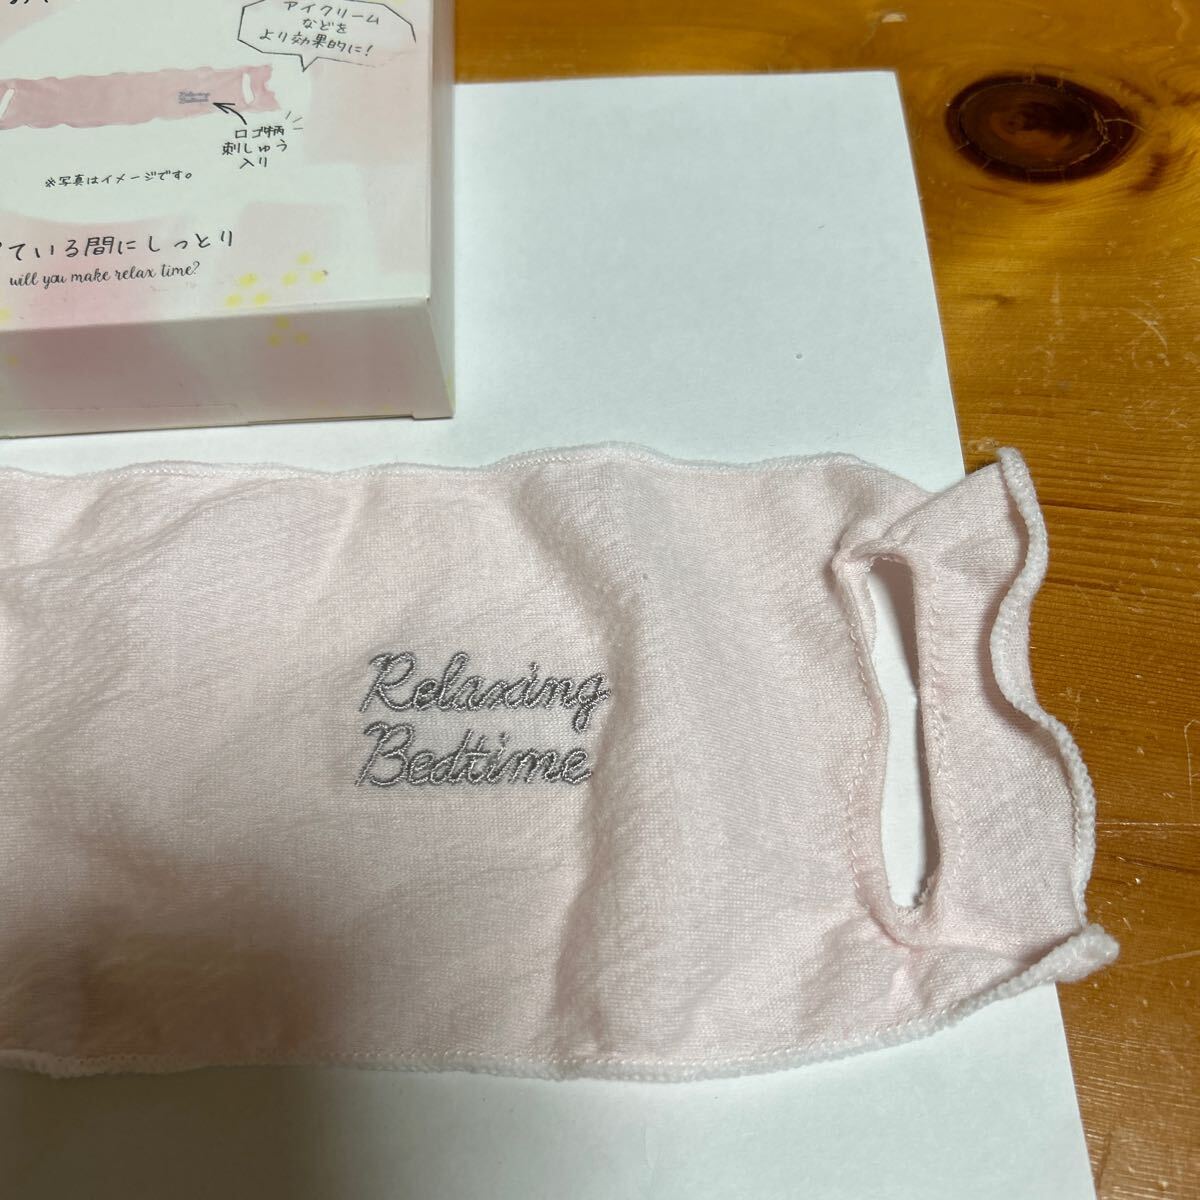 アイクリーム
などを
より効果的に!
Relaxing
Bedtime
ロゴ柄
刺しゅう
入り
※写真はイメージです。
ている間にしっとり
will you make relax time?
Relaxing
Bedtime